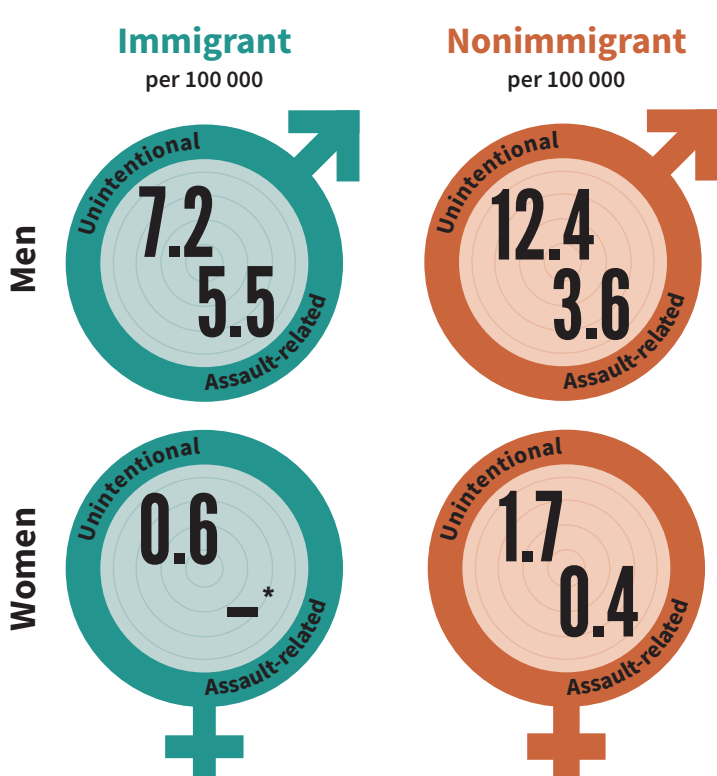 Immigrant
per 100 000
Nonimmigrant
per 100 000
Men
Unintentional
7.2
5.5
Assault-related
Unintentional
12.4
3.6
Assault-related
Women
Unintentional
0.6
–*
Assault-related
Unintentional
1.7
0.4
Assault-related